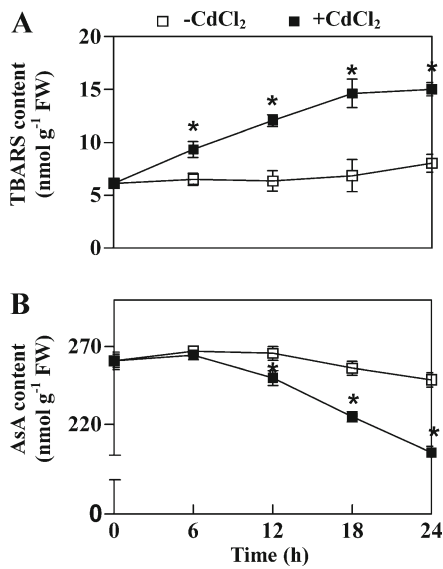 A
-CdCl₂ +CdCl₂
TBARS content
(nmol g⁻¹ FW)
20
15
10
5
0
* * * *
B
AsA content
(nmol g⁻¹ FW)
270
220
0
* * *
0 6 12 18 24
Time (h)